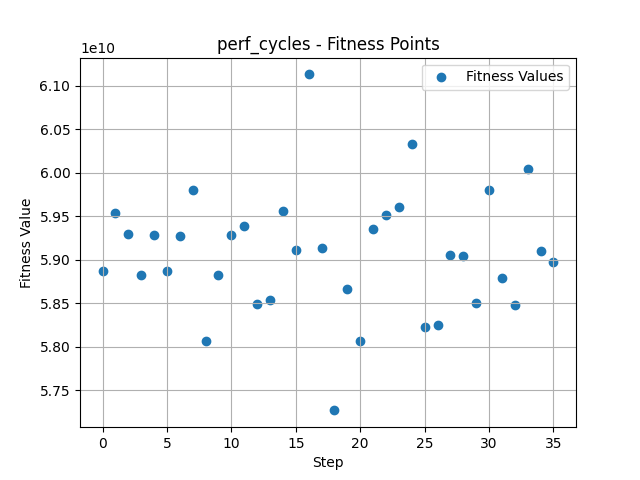 perf_cycles - Fitness Points
1e10
Fitness Values
6.10
6.05
6.00
5.95
5.90
5.85
5.80
5.75
Fitness Value
0 5 10 15 20 25 30 35
Step